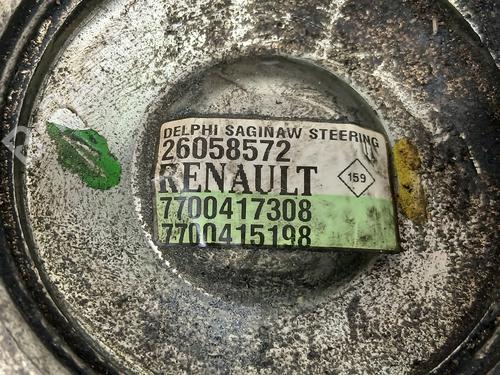 DELPHI SAGINAW STEERING
26058572
RENAULT
159
7700417308
7700415198